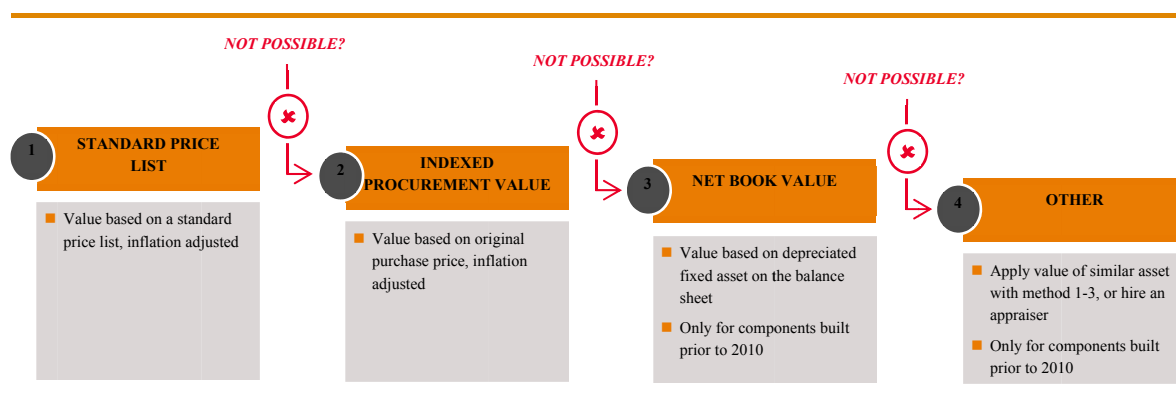 NOT POSSIBLE?
NOT POSSIBLE?
NOT POSSIBLE?
1
STANDARD PRICE
LIST
Value based on a standard
price list, inflation adjusted
2
INDEXED
PROCUREMENT VALUE
Value based on original
purchase price, inflation
adjusted
3
NET BOOK VALUE
Value based on depreciated
fixed asset on the balance
sheet
Only for components built
prior to 2010
4
OTHER
Apply value of similar asset
with method 1-3, or hire an
appraiser
Only for components built
prior to 2010